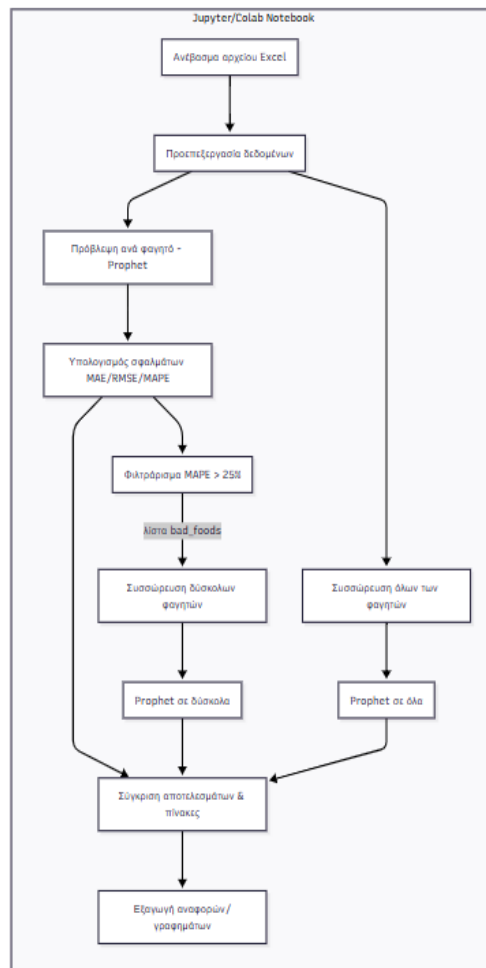 Jupyter/Colab Notebook
Ανέβασμα αρχείου Excel
Προεπεξεργασία δεδομένων
Πρόβλεψη ανά φαγητό -
Prophet
Υπολογισμός σφαλμάτων
MAE/RMSE/MAPE
Φιλτράρισμα MAPE > 25%
λίστα bad_foods
Συσσώρευση δύσκολων
φαγητών
Συσσώρευση όλων των
φαγητών
Prophet σε δύσκολα
Prophet σε όλα
Σύγκριση αποτελεσμάτων &
πίνακες
Εξαγωγή αναφορών/
γραφημάτων